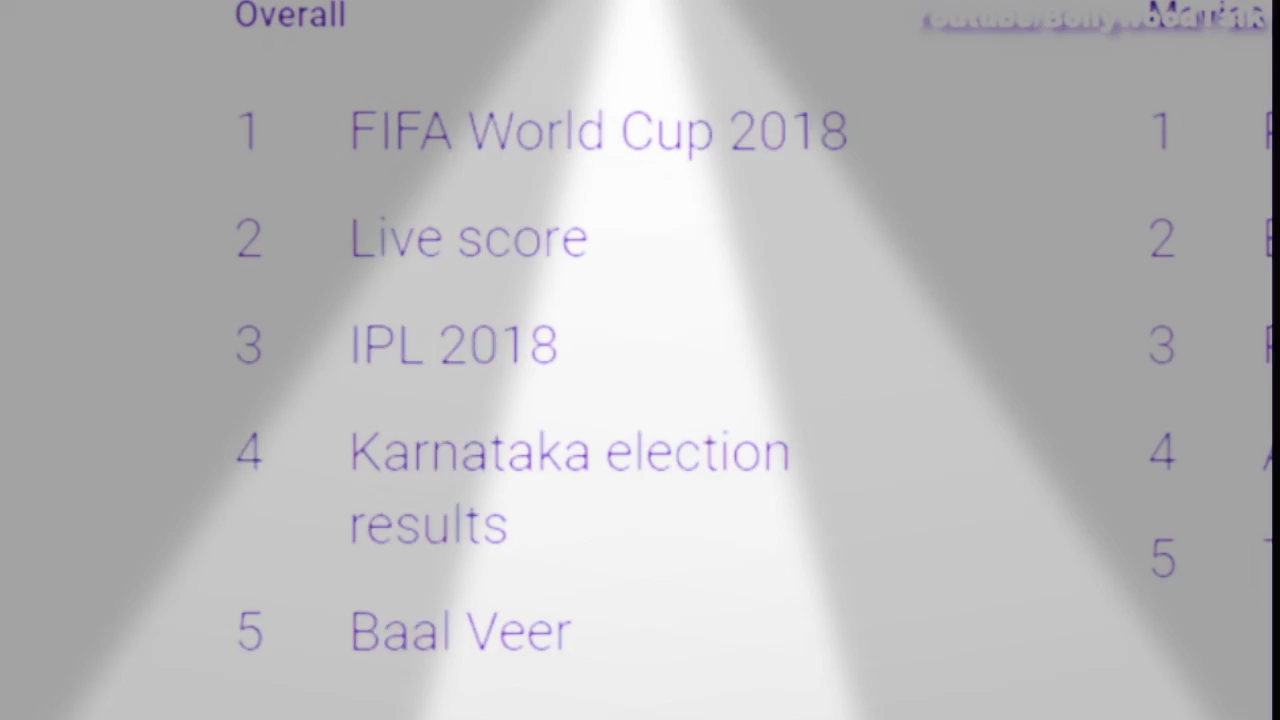 Overall
1 FIFA World Cup 2018
2 Live score
3 IPL 2018
4 Karnataka election
results
5 Baal Veer
Movies
1
2
3
4
5